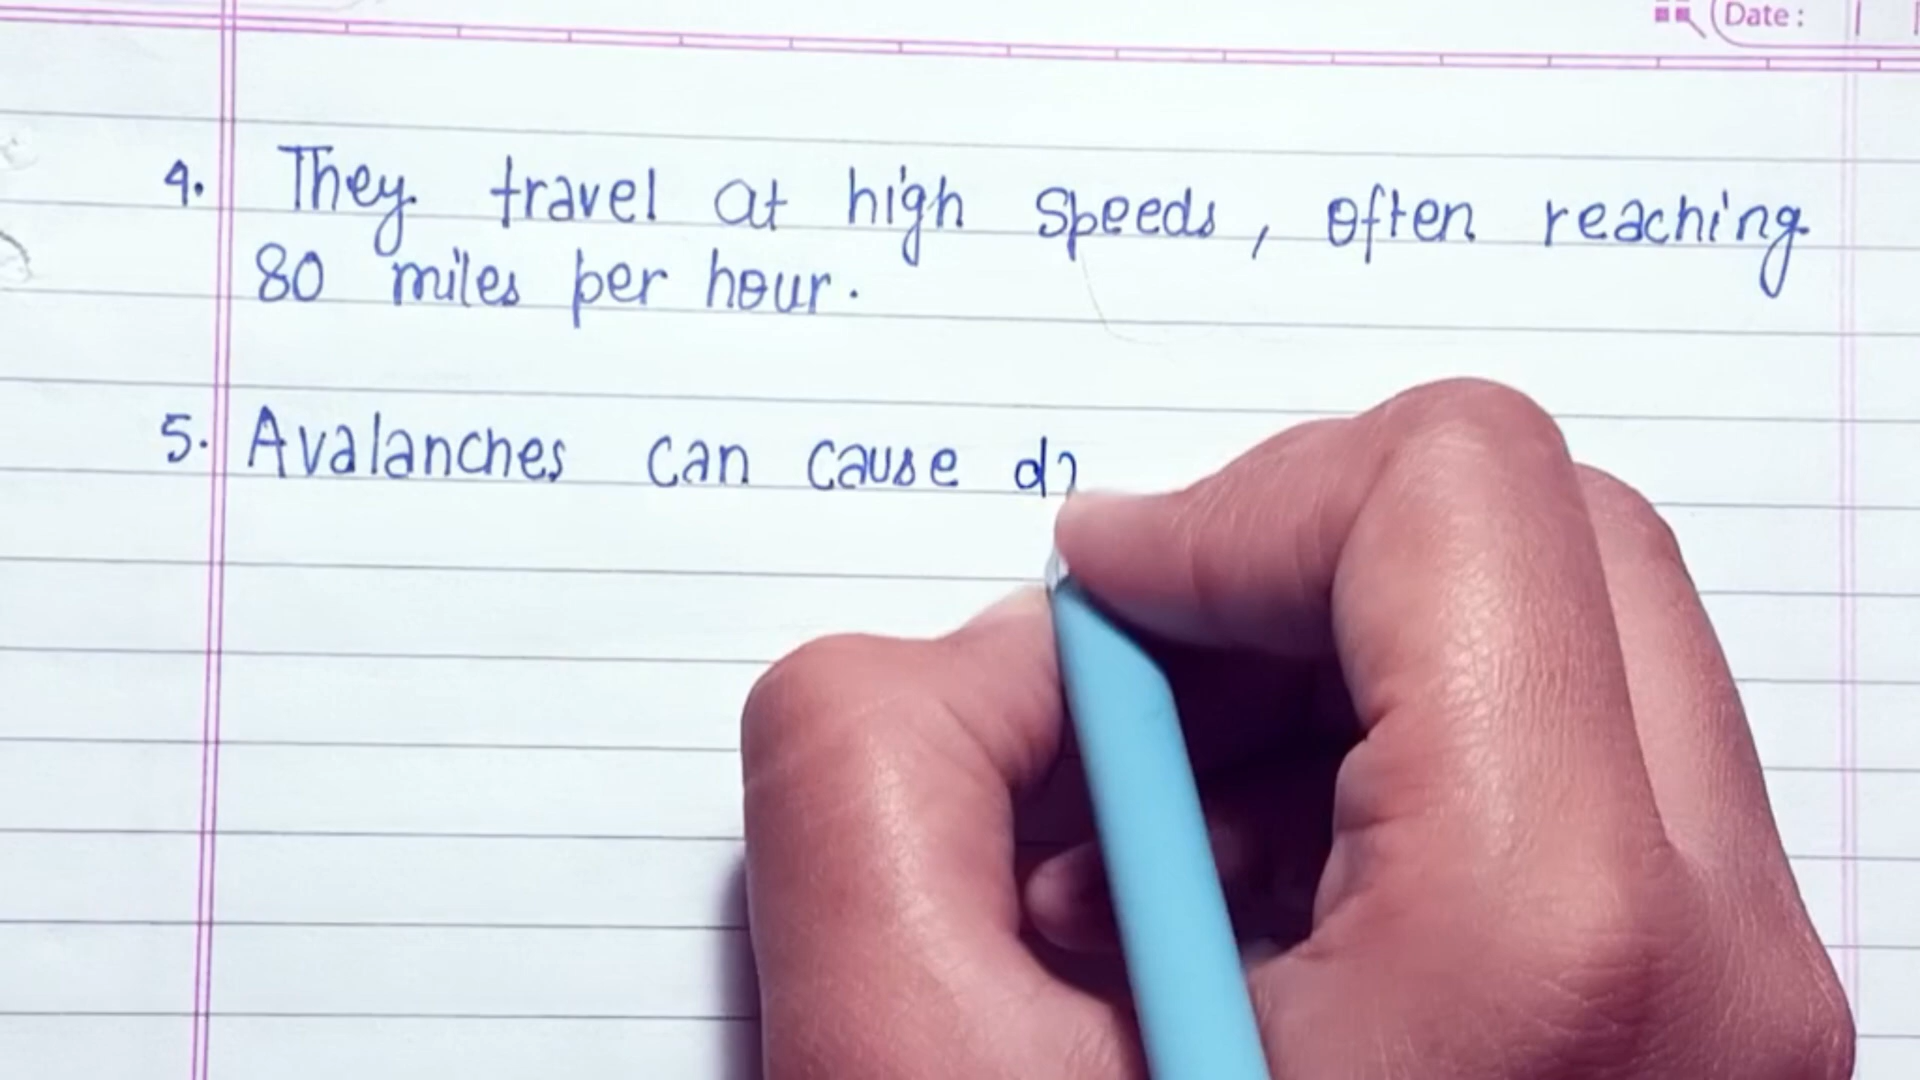 Date :
4. They travel at high speeds, often reaching
80 miles per hour.
5. Avalanches can cause